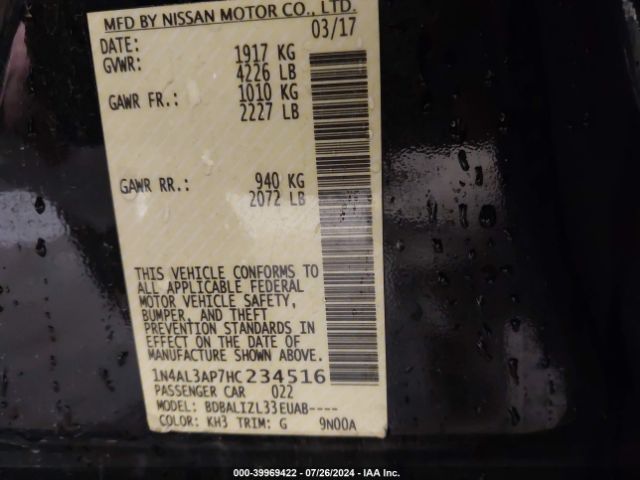 MFD BY NISSAN MOTOR CO., LTD.
DATE: 03/17
GVWR: 1917 KG
4226 LB
GAWR FR.: 1010 KG
2227 LB
GAWR RR.: 940 KG
2072 LB
THIS VEHICLE CONFORMS TO
ALL APPLICABLE FEDERAL
MOTOR VEHICLE SAFETY,
BUMPER, AND THEFT
PREVENTION STANDARDS IN
EFFECT ON THE DATE OF
MANUFACTURE SHOWN ABOVE.
1N4AL3AP7HC234516
PASSENGER CAR 022
MODEL: BDBALIZL33EUAB----
COLOR: KH3 TRIM: G 9N00A
000-39969422 - 07/26/2024 - IAA Inc.